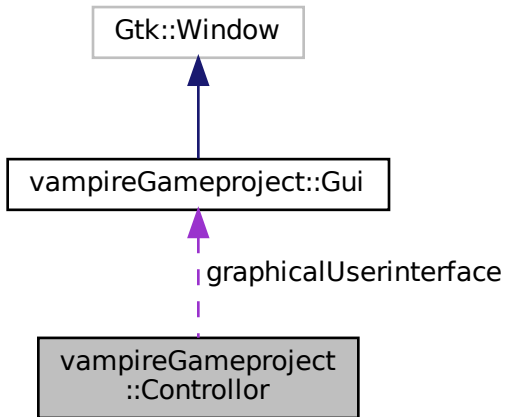 Gtk::Window
vampireGameproject::Gui
graphicalUserinterface
vampireGameproject
::Controllor